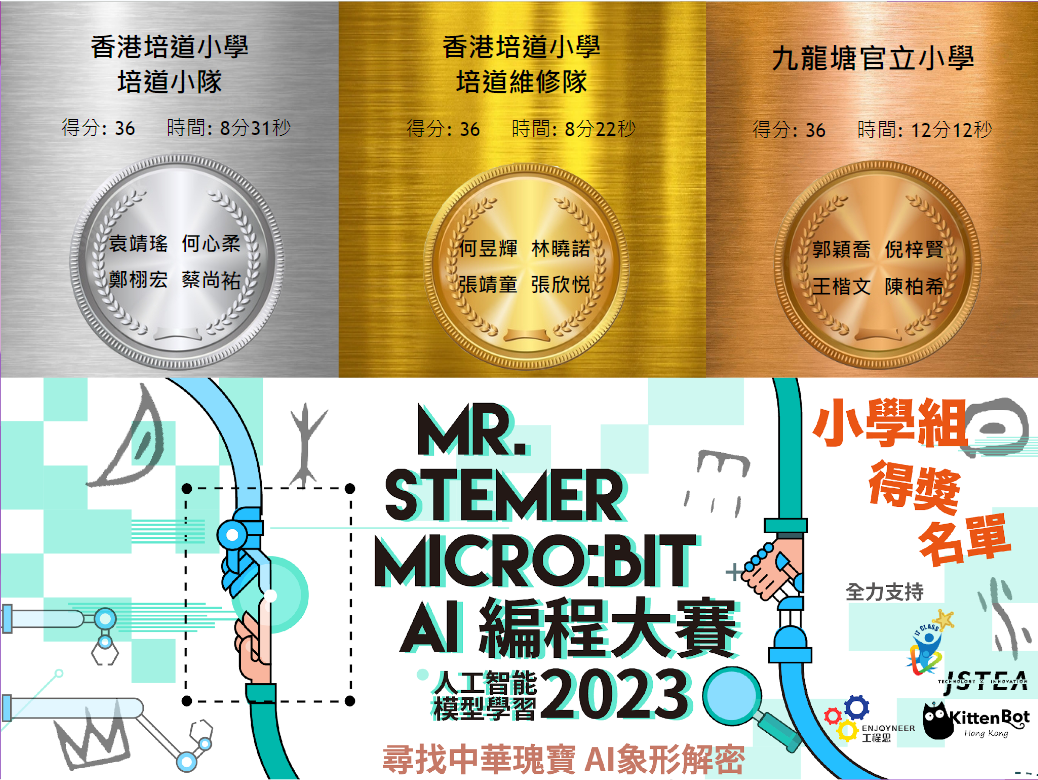 香港培道小學
培道小隊
得分: 36 時間: 8分31秒
袁靖瑤 何心柔
鄭栩宏 蔡尚祐
香港培道小學
培道維修隊
得分: 36 時間: 8分22秒
何昱輝 林曉諾
張靖童 張欣悦
九龍塘官立小學
得分: 36 時間: 12分12秒
郭穎喬 倪梓賢
王楷文 陳柏希
MR.
STEMER
MICRO:BIT
AI 編程大賽
人工智能
模型學習 2023
尋找中華瑰寶 AI象形解密
小學組
得獎
名單
全力支持
IT CLASS
JSTEA
TECHNOLOGY & INNOVATION
ENJOYNEER
工程思
KittenBot
Hong Kong